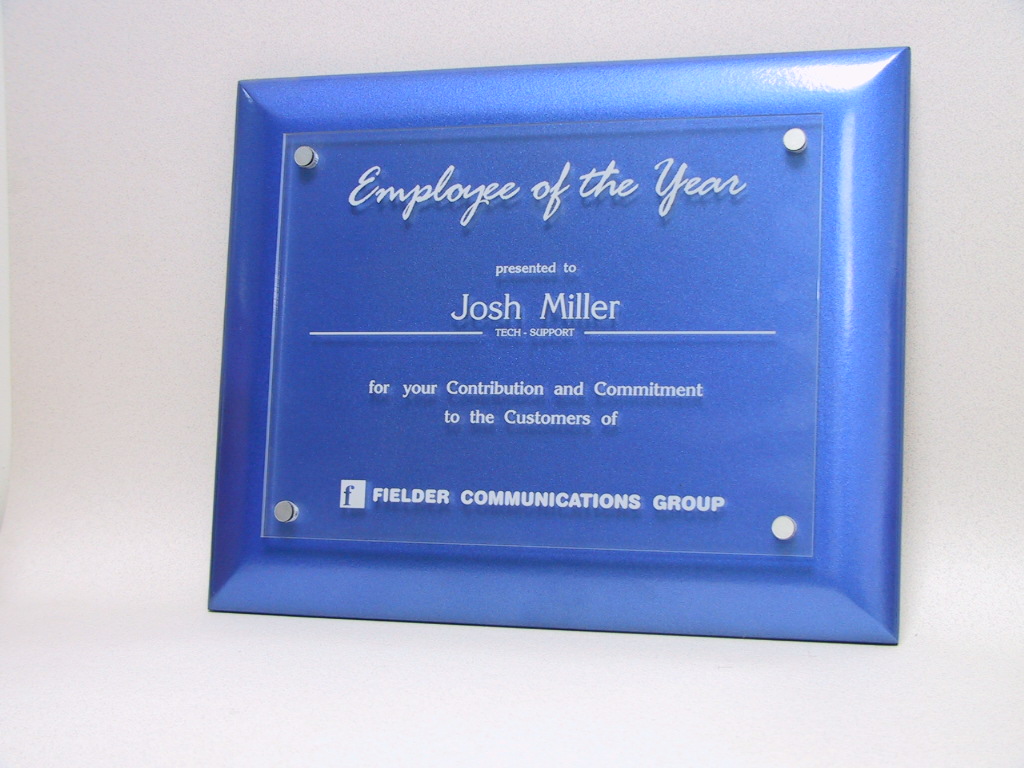 Employee of the Year
presented to
Josh Miller
TECH - SUPPORT
for your Contribution and Commitment
to the Customers of
f FIELDER COMMUNICATIONS GROUP